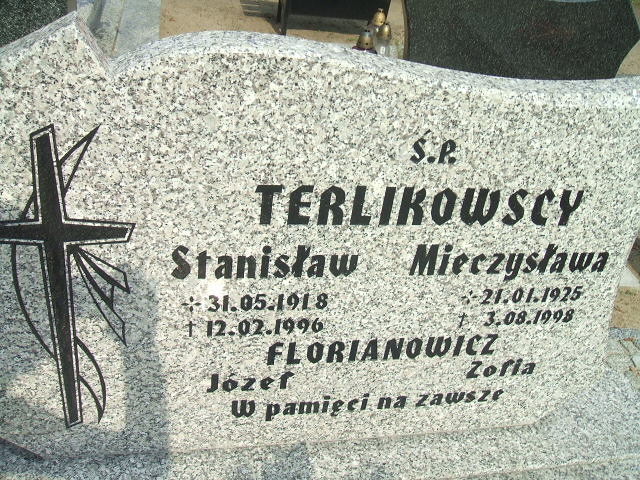 Ś.P.
TERLIKOWSCY
Stanisław Mieczysława
31.05.1918 21.01.1925
† 12.02.1996 † 3.08.1998
FLORIANOWICZ
Józef Zofia
W pamięci na zawsze